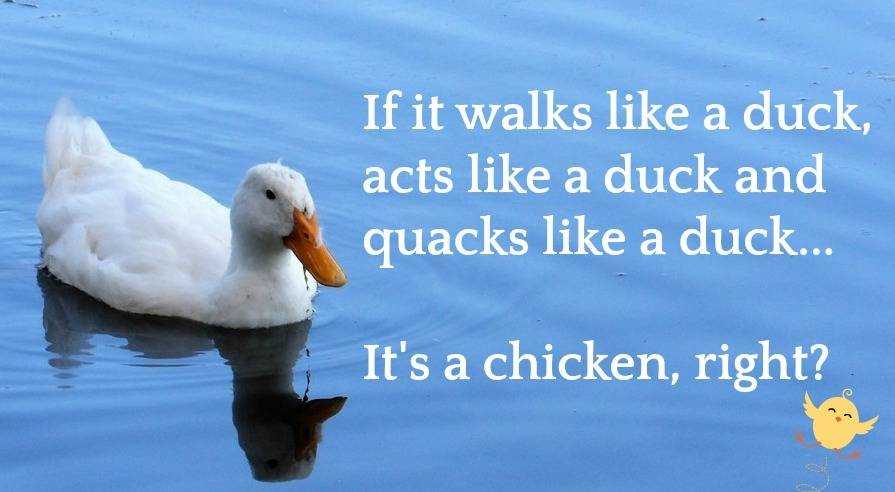 If it walks like a duck,
acts like a duck and
quacks like a duck...
It's a chicken, right?